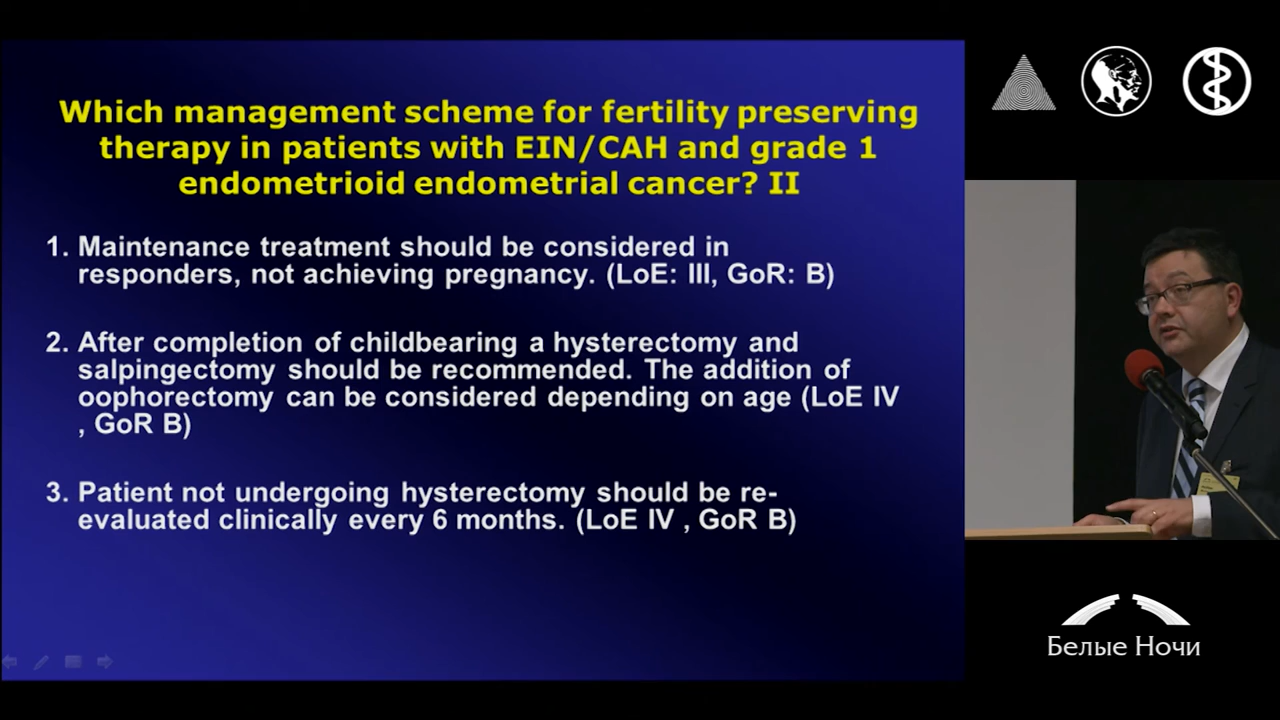 Which management scheme for fertility preserving
therapy in patients with EIN/CAH and grade 1
endometrioid endometrial cancer? II
1. Maintenance treatment should be considered in
responders, not achieving pregnancy. (LoE: III, GoR: B)
2. After completion of childbearing a hysterectomy and
salpingectomy should be recommended. The addition of
oophorectomy can be considered depending on age (LoE IV
, GoR B)
3. Patient not undergoing hysterectomy should be re-
evaluated clinically every 6 months. (LoE IV , GoR B)
Белые Ночи